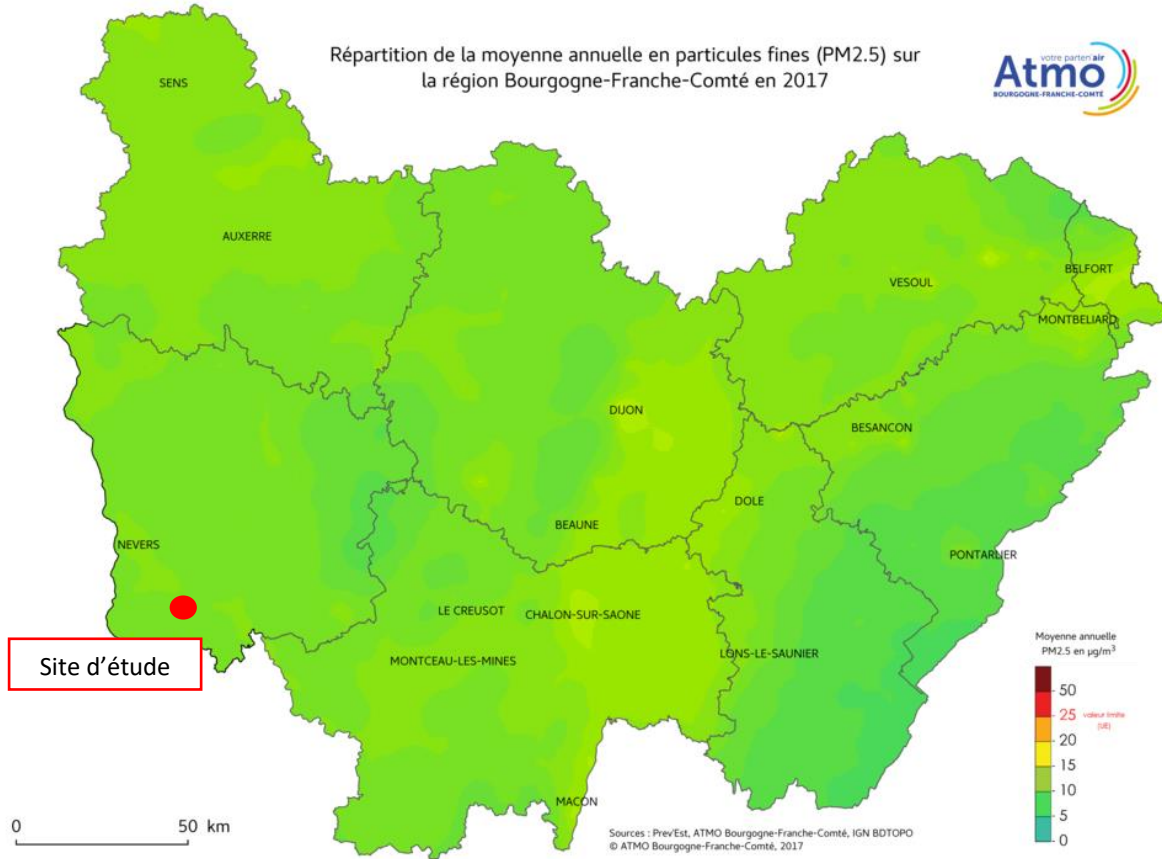 Répartition de la moyenne annuelle en particules fines (PM2.5) sur
la région Bourgogne-Franche-Comté en 2017
votre parten'air
Atmo
BOURGOGNE-FRANCHE-COMTÉ
SENS
AUXERRE
VESOUL
BELFORT
MONTBELIARD
DIJON
BESANCON
DOLE
BEAUNE
NEVERS
PONTARLIER
LE CREUSOT
CHALON-SUR-SAONE
MONTCEAU-LES-MINES
LONS-LE-SAUNIER
Site d'étude
MACON
Moyenne annuelle
PM2.5 en µg/m³
50
25 valeur limite
(UE)
20
15
10
5
0
0 50 km
Sources : Prev'Est, ATMO Bourgogne-Franche-Comté, IGN BDTOPO
© ATMO Bourgogne-Franche-Comté, 2017